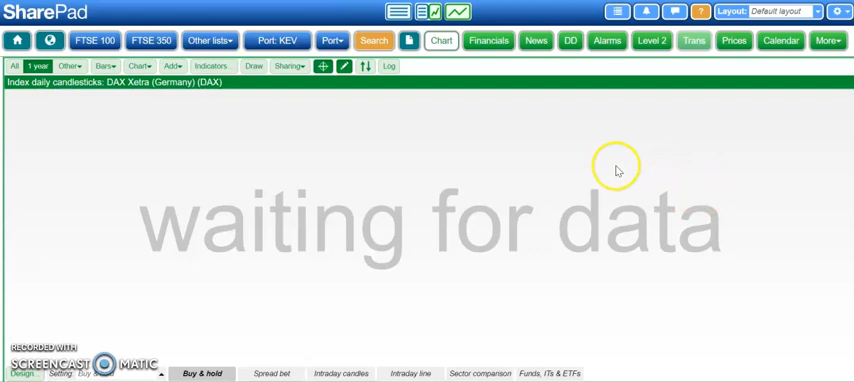 SharePad
Layout: Default layout
FTSE 100 FTSE 350 Other lists Port: KEV Port Search Chart Financials News DD Alarms Level 2 Trans Prices Calendar More
All 1 year Other Bars Chart Add Indicators... Draw Sharing Log
Index daily candlesticks: DAX Xetra (Germany) (DAX)
waiting for data
RECORDED WITH
SCREENCAST MATIC
Design... Setting: Buy & hold Buy & hold Spread bet Intraday candles Intraday line Sector comparison Funds, ITs & ETFs